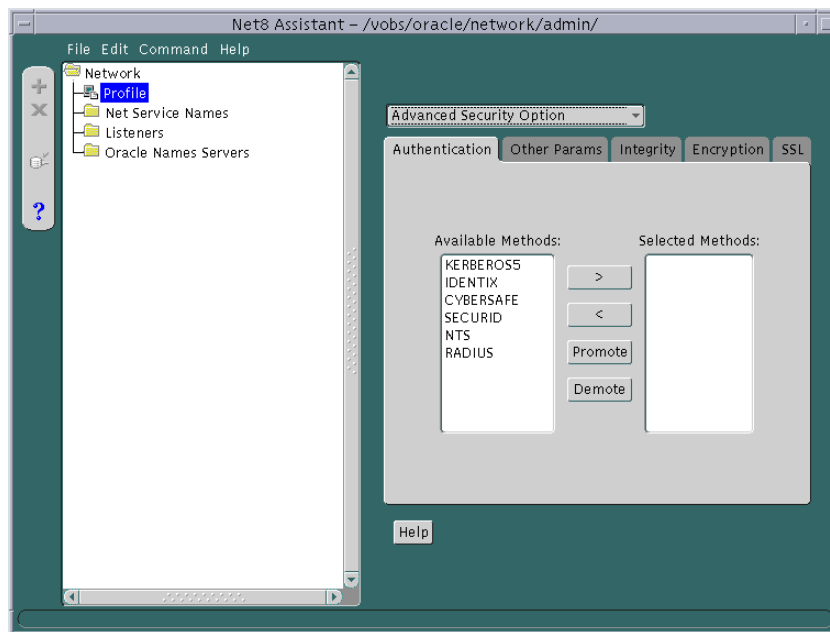 Net8 Assistant – /vobs/oracle/network/admin/
File Edit Command Help
Network
Profile
Net Service Names
Listeners
Oracle Names Servers
?
Advanced Security Option
Authentication Other Params Integrity Encryption SSL
Available Methods: Selected Methods:
KERBEROS5
IDENTIX
CYBERSAFE
SECURID
NTS
RADIUS
>
<
Promote
Demote
Help